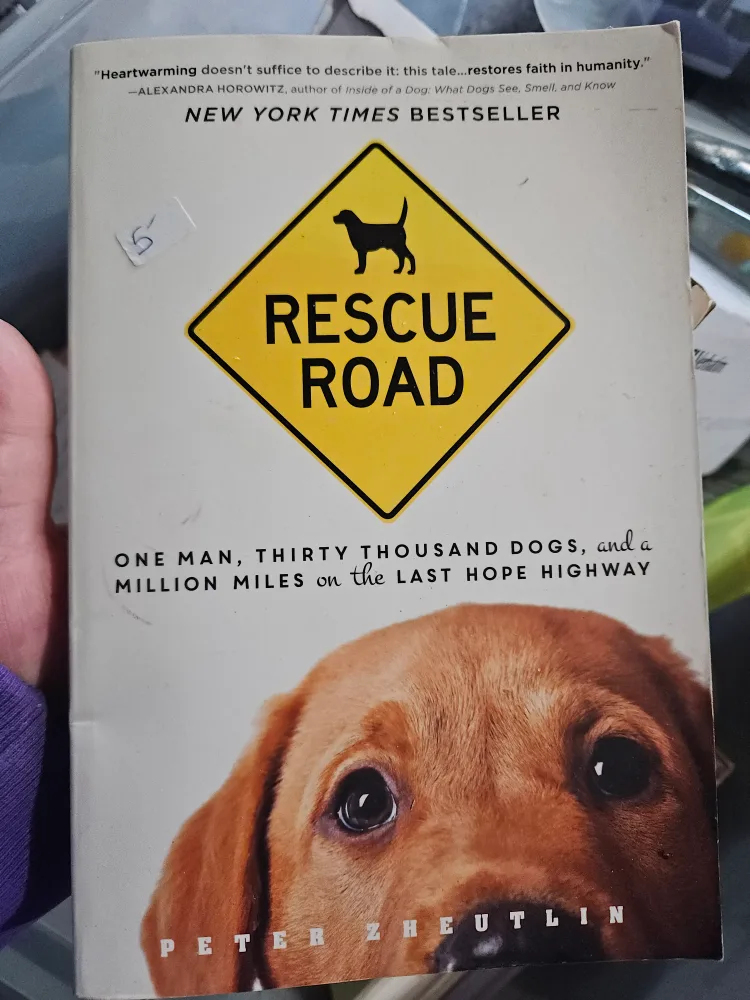 "Heartwarming doesn't suffice to describe it: this tale...restores faith in humanity."
—ALEXANDRA HOROWITZ, author of Inside of a Dog: What Dogs See, Smell, and Know
NEW YORK TIMES BESTSELLER
5
RESCUE
ROAD
ONE MAN, THIRTY THOUSAND DOGS, and a
MILLION MILES on the LAST HOPE HIGHWAY
PETER ZHEUTLIN